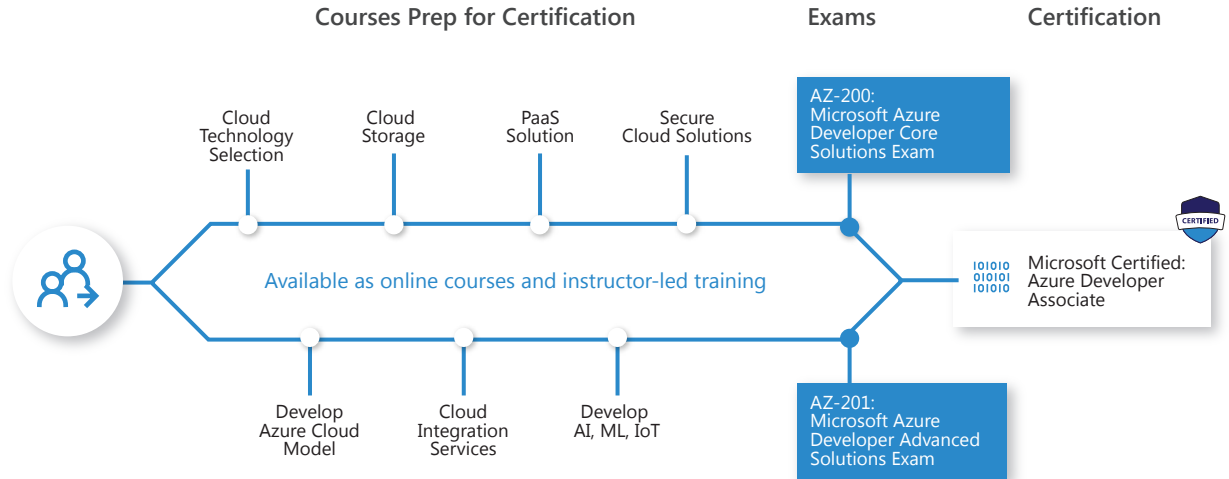 Courses Prep for Certification
Exams
Certification
Cloud
Technology
Selection
Cloud
Storage
PaaS
Solution
Secure
Cloud Solutions
AZ-200:
Microsoft Azure
Developer Core
Solutions Exam
CERTIFIED
Available as online courses and instructor-led training
101010
010101
101010
Microsoft Certified:
Azure Developer
Associate
Develop
Azure Cloud
Model
Cloud
Integration
Services
Develop
AI, ML, IoT
AZ-201:
Microsoft Azure
Developer Advanced
Solutions Exam